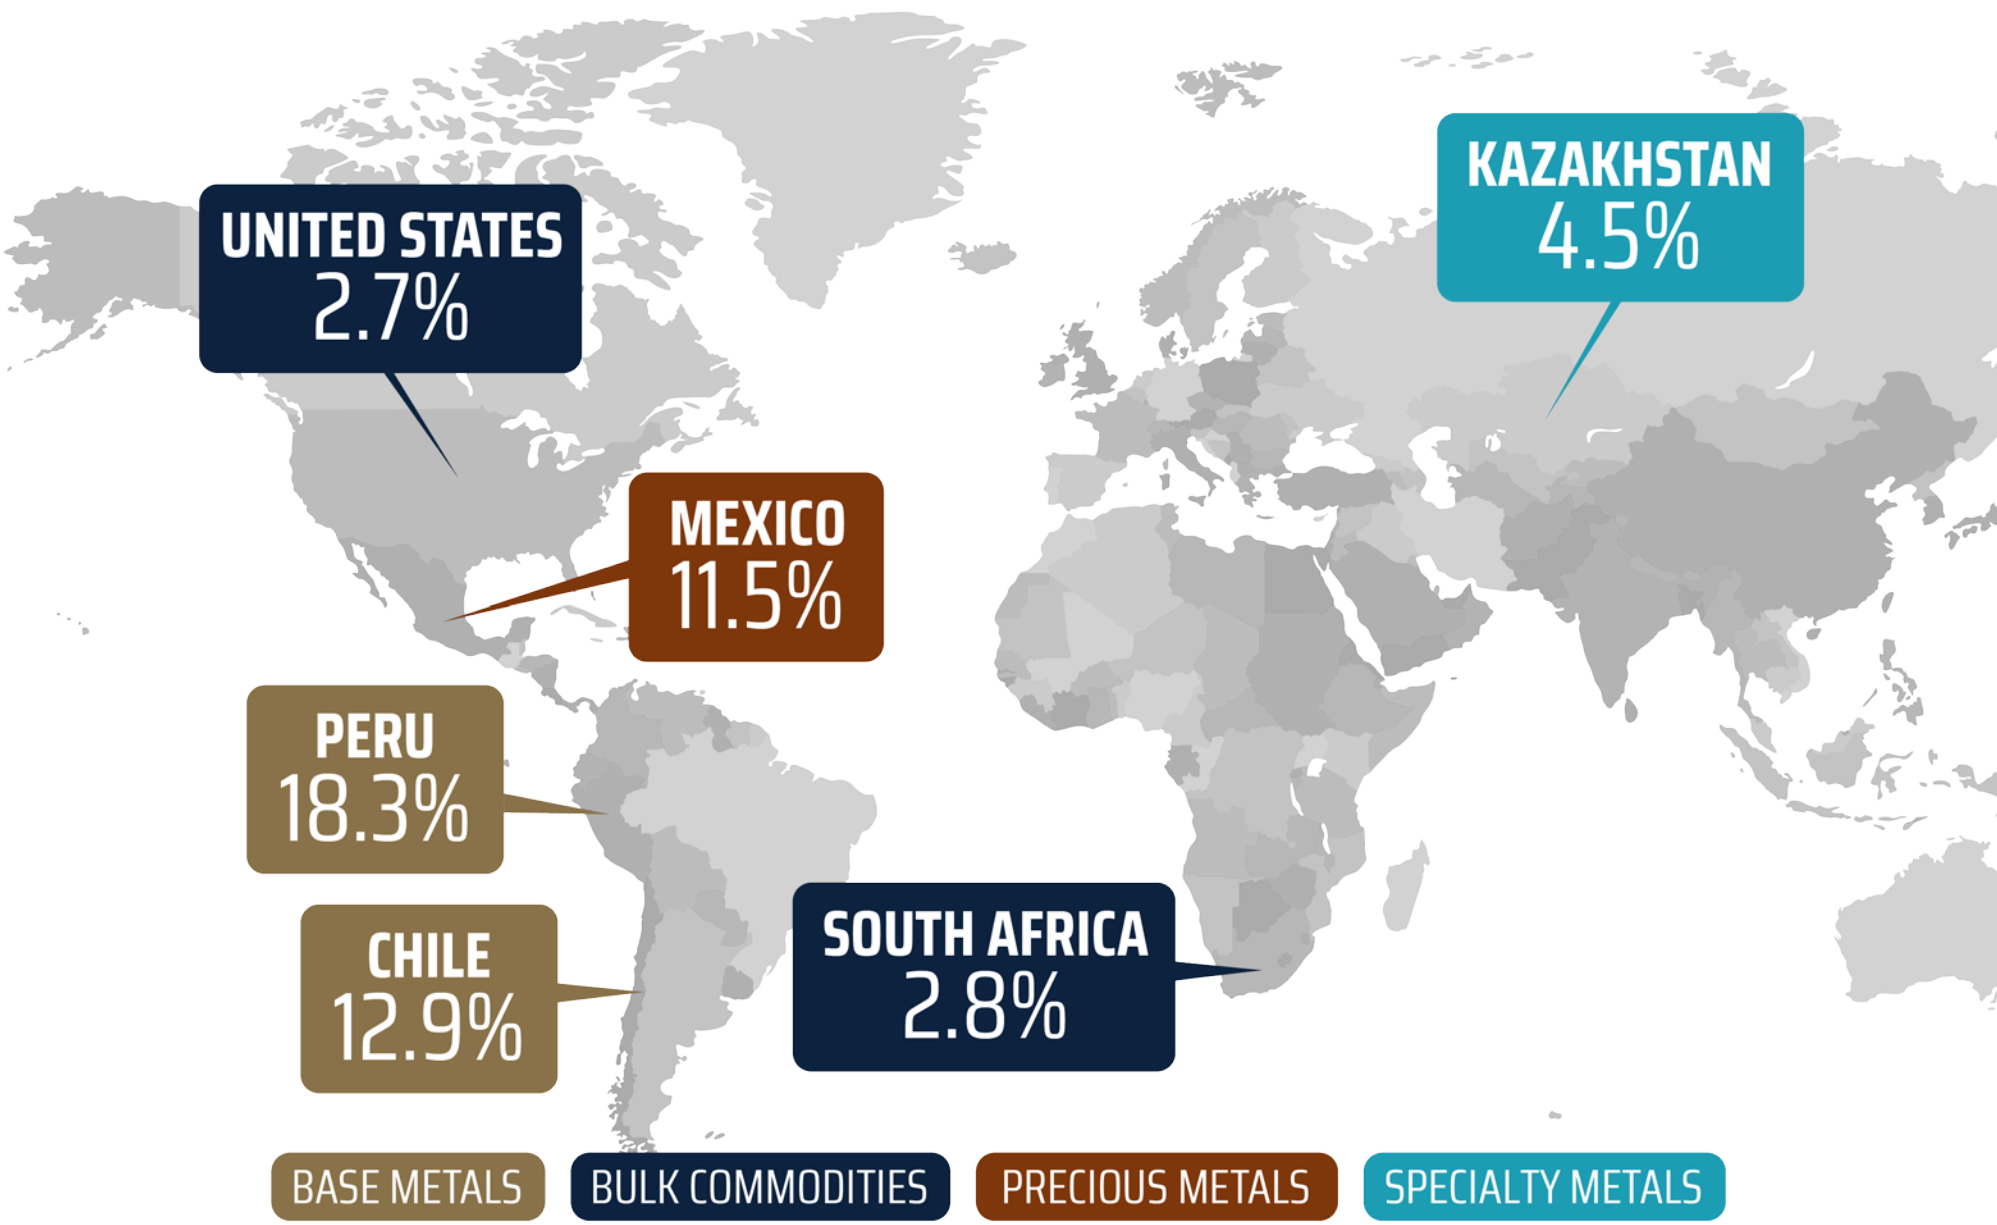 UNITED STATES
2.7%
KAZAKHSTAN
4.5%
MEXICO
11.5%
PERU
18.3%
CHILE
12.9%
SOUTH AFRICA
2.8%
BASE METALS
BULK COMMODITIES
PRECIOUS METALS
SPECIALTY METALS